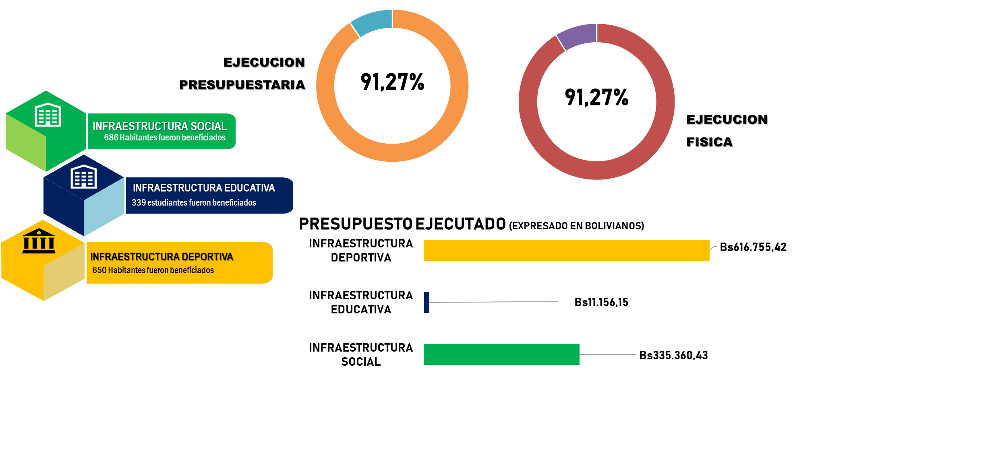 EJECUCION
PRESUPUESTARIA
91,27%
91,27%
EJECUCION
FISICA
INFRAESTRUCTURA SOCIAL
686 Habitantes fueron beneficiados
INFRAESTRUCTURA EDUCATIVA
339 estudiantes fueron beneficiados
INFRAESTRUCTURA DEPORTIVA
650 Habitantes fueron beneficiados
PRESUPUESTO EJECUTADO (EXPRESADO EN BOLIVIANOS)
INFRAESTRUCTURA
DEPORTIVA
Bs616.755,42
INFRAESTRUCTURA
EDUCATIVA
Bs11.156,15
INFRAESTRUCTURA
SOCIAL
Bs335.360,43